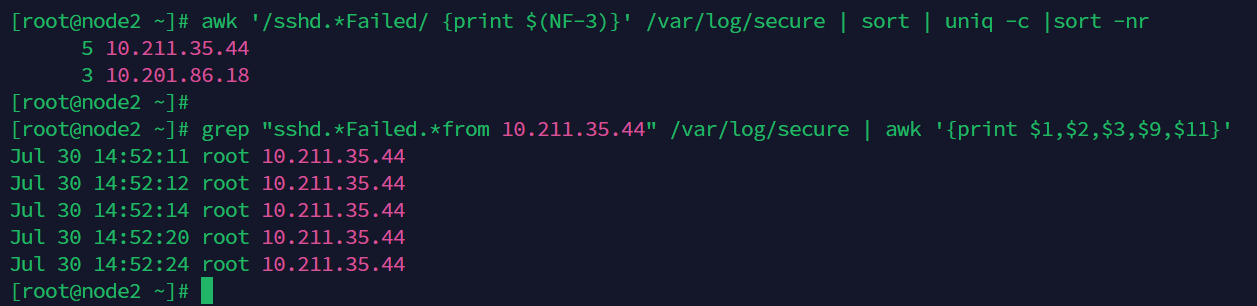 [root@node2 ~]# awk '/sshd.*Failed/ {print $(NF-3)}' /var/log/secure | sort | uniq -c |sort -nr
5 10.211.35.44
3 10.201.86.18
[root@node2 ~]#
[root@node2 ~]# grep "sshd.*Failed.*from 10.211.35.44" /var/log/secure | awk '{print $1,$2,$3,$9,$11}'
Jul 30 14:52:11 root 10.211.35.44
Jul 30 14:52:12 root 10.211.35.44
Jul 30 14:52:14 root 10.211.35.44
Jul 30 14:52:20 root 10.211.35.44
Jul 30 14:52:24 root 10.211.35.44
[root@node2 ~]#